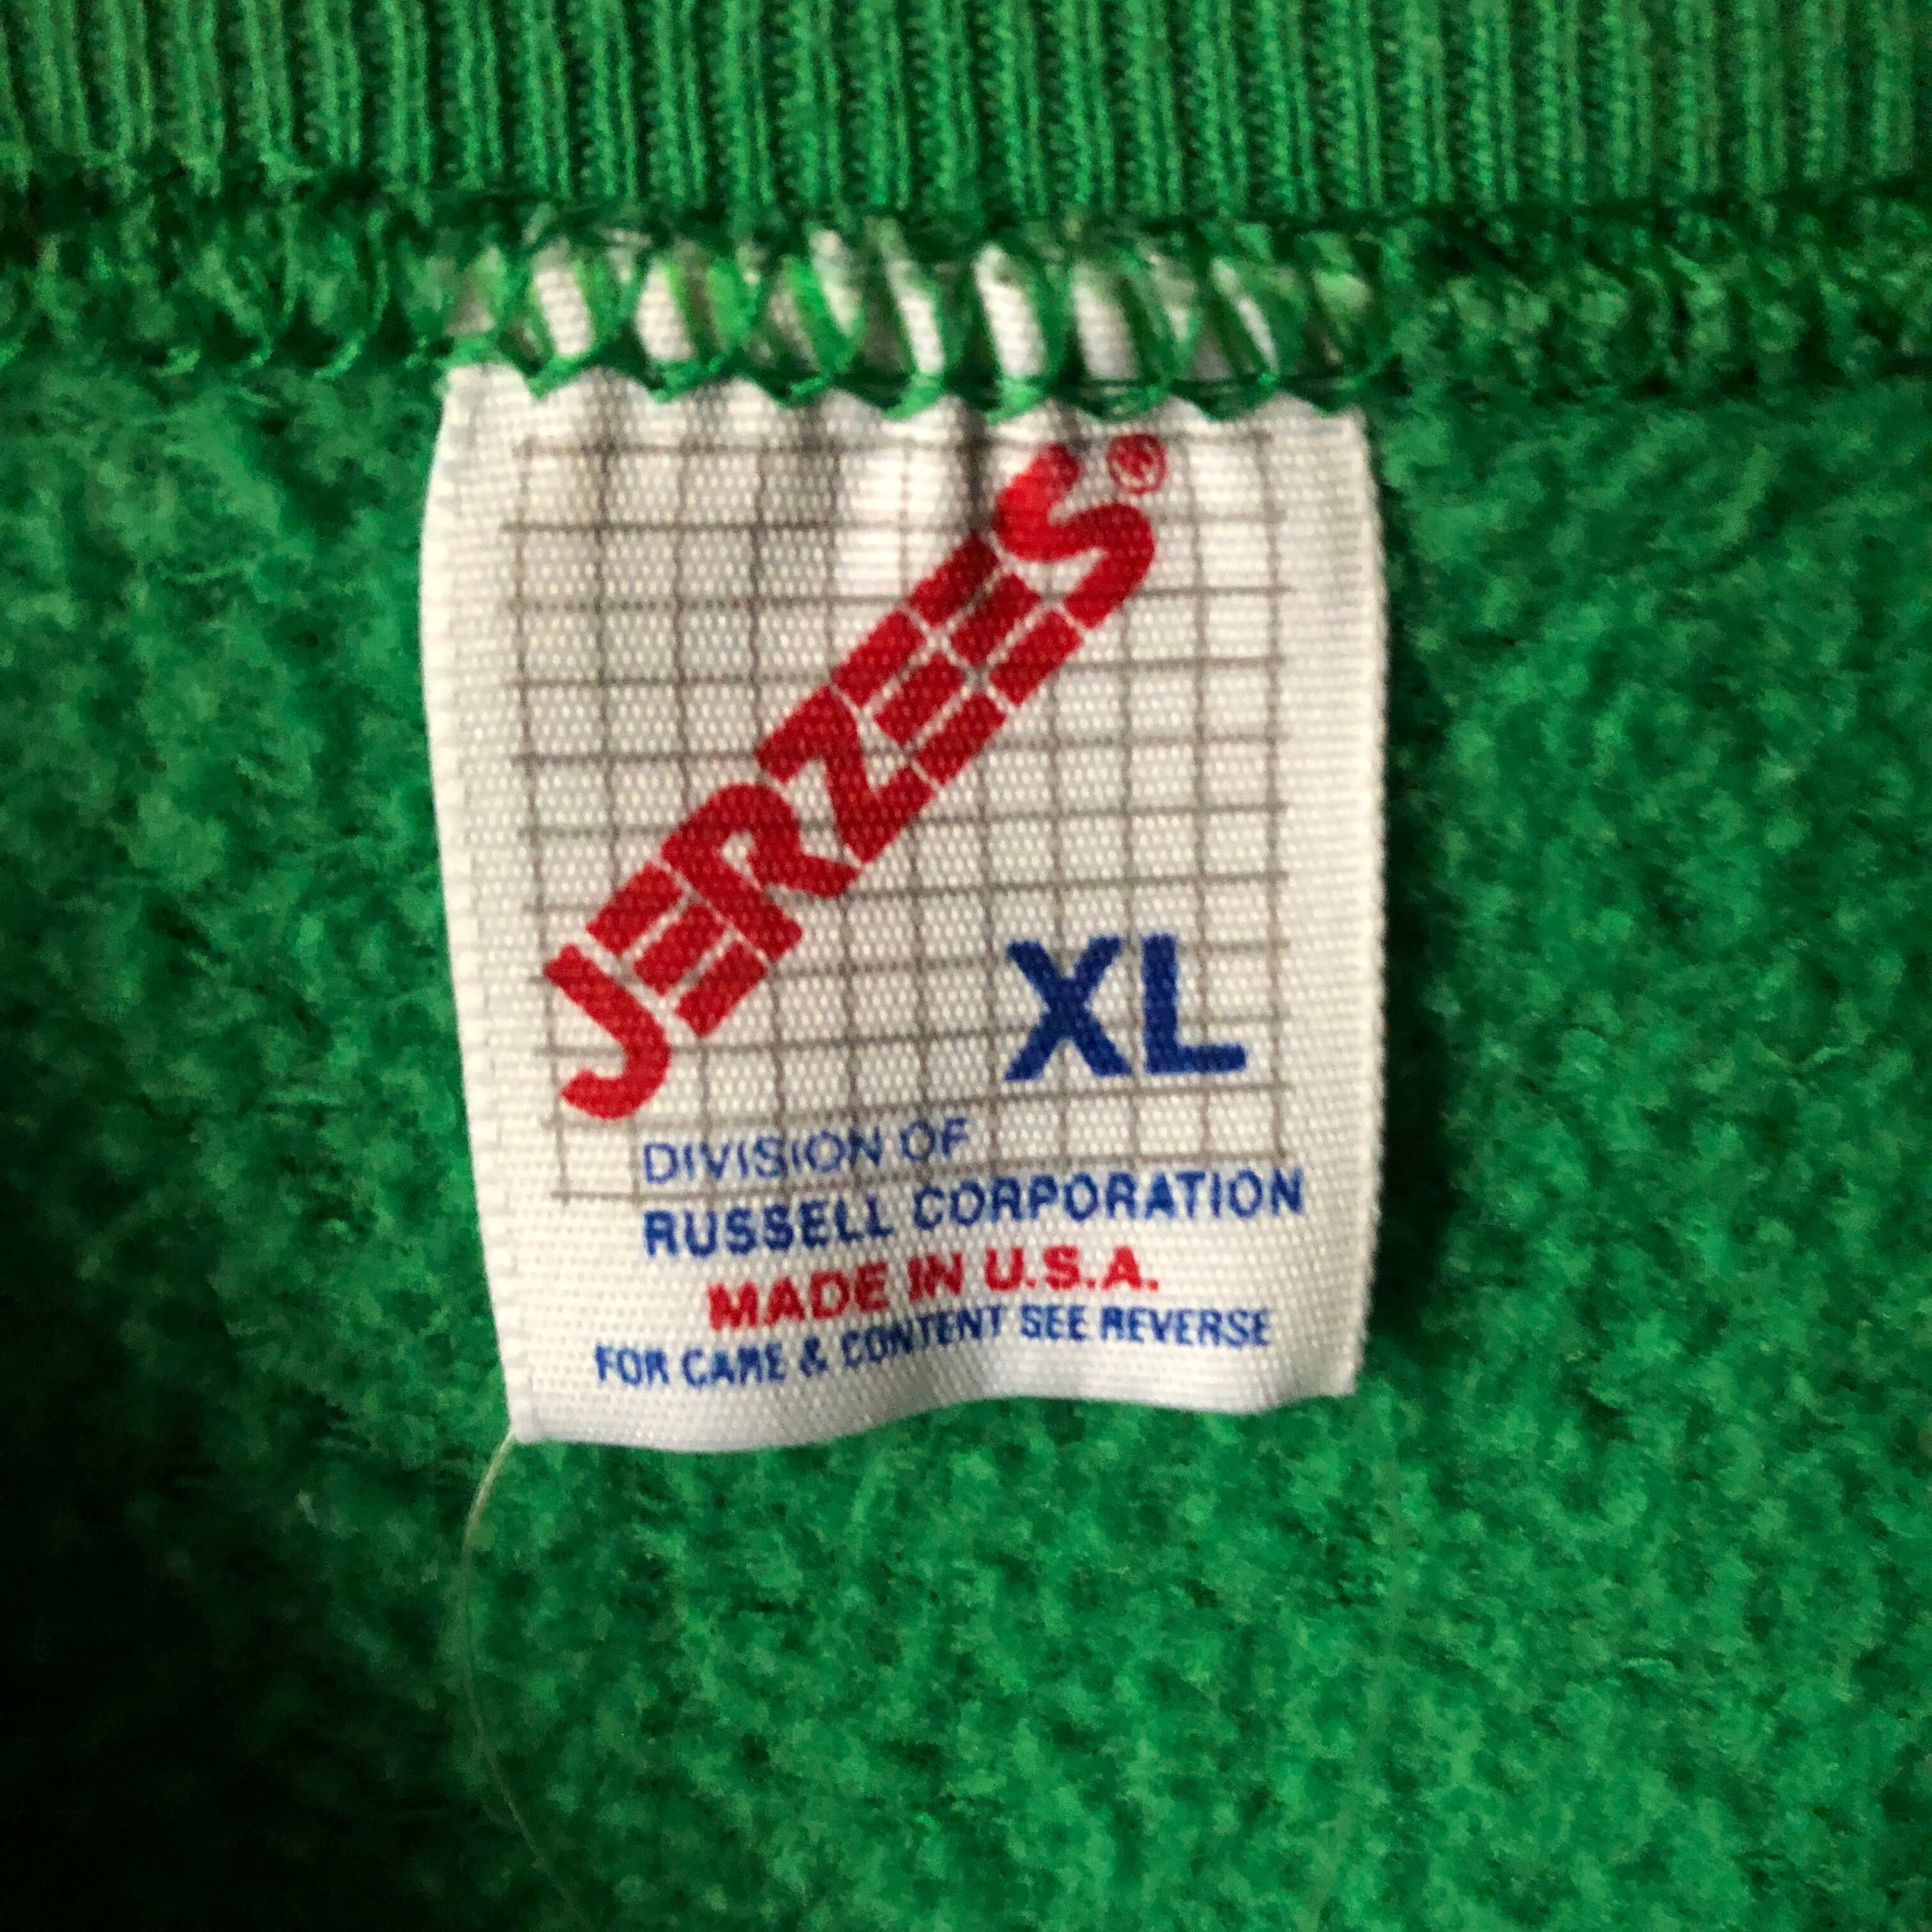 JERZEES®
XL
DIVISION OF
RUSSELL CORPORATION
MADE IN U.S.A.
FOR CARE & CONTENT SEE REVERSE